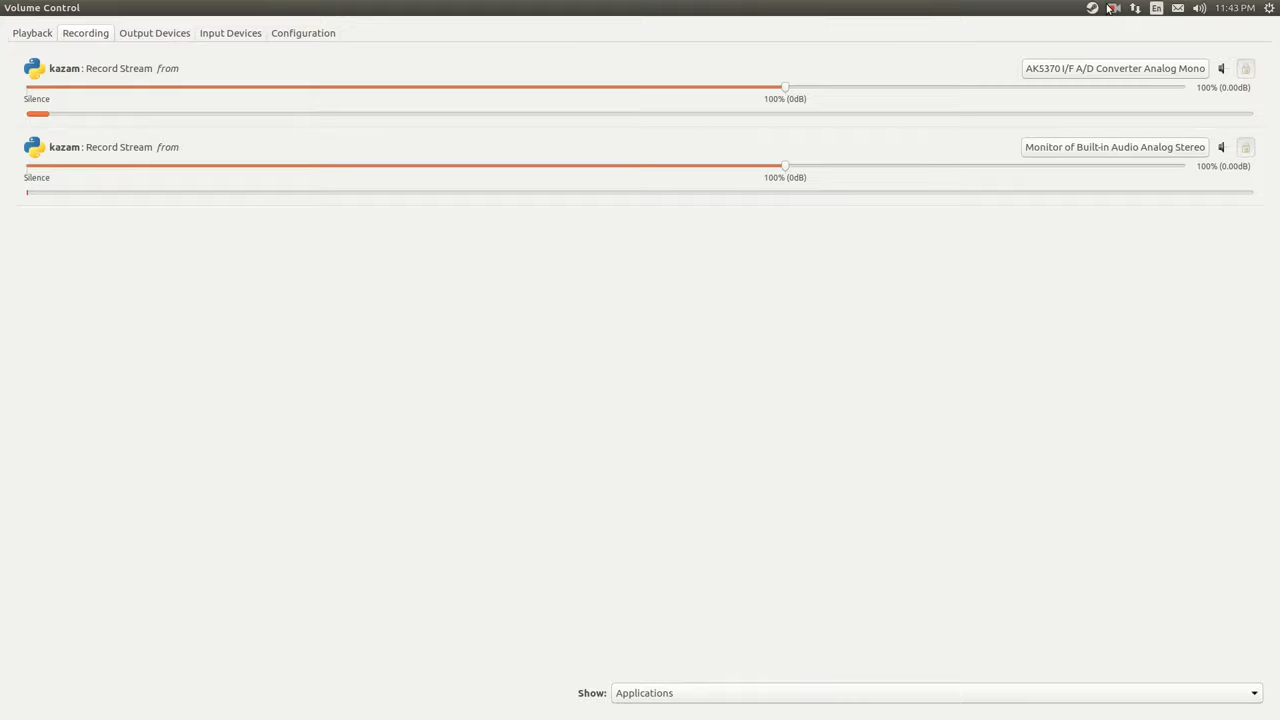 Volume Control
En
11:43 PM
Playback
Recording
Output Devices
Input Devices
Configuration
kazam: Record Stream from
AK5370 I/F A/D Converter Analog Mono
100% (0.00dB)
Silence
100% (0dB)
kazam: Record Stream from
Monitor of Built-in Audio Analog Stereo
100% (0.00dB)
Silence
100% (0dB)
Show:
Applications